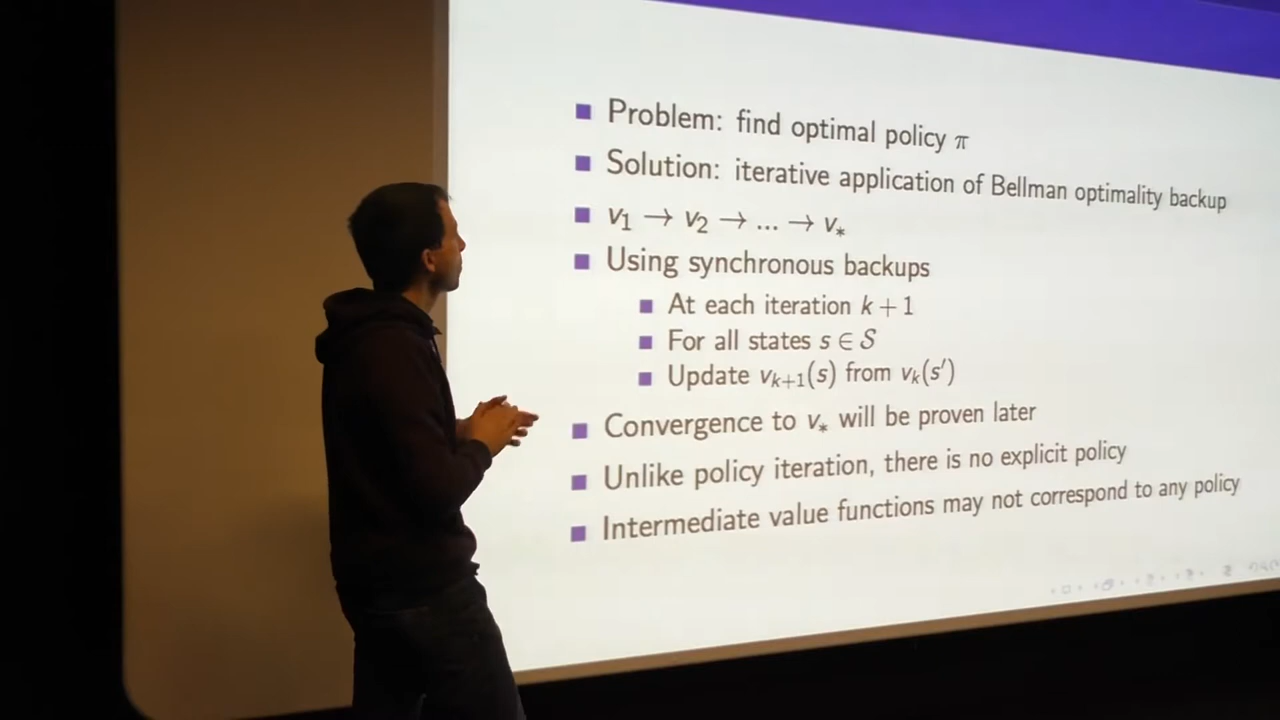 Problem: find optimal policy π
Solution: iterative application of Bellman optimality backup
v₁ → v₂ → ... → v*
Using synchronous backups
At each iteration k + 1
For all states s ∈ S
Update vₖ₊₁(s) from vₖ(s′)
Convergence to v* will be proven later
Unlike policy iteration, there is no explicit policy
Intermediate value functions may not correspond to any policy